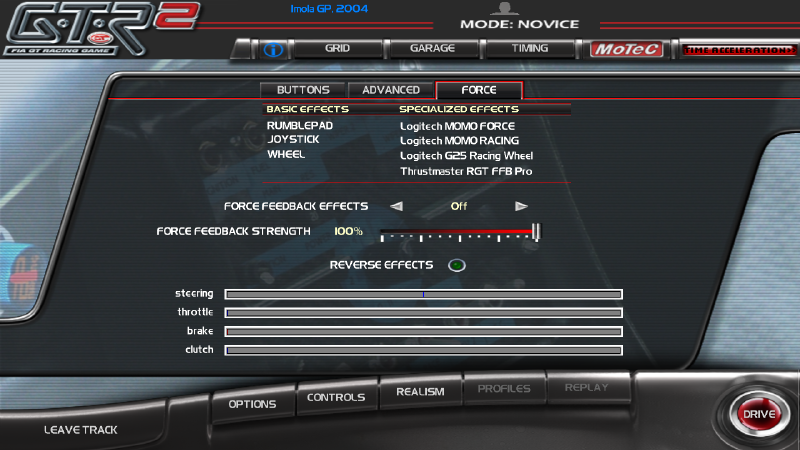 Imola GP, 2004
GTR2
FIA GT RACING GAME
MODE: NOVICE
GRID GARAGE TIMING MoTeC TIME ACCELERATION
BUTTONS ADVANCED FORCE
BASIC EFFECTS SPECIALIZED EFFECTS
RUMBLEPAD Logitech MOMO FORCE
JOYSTICK Logitech MOMO RACING
WHEEL Logitech G25 Racing Wheel
Thrustmaster RGT FFB Pro
FORCE FEEDBACK EFFECTS Off
FORCE FEEDBACK STRENGTH 100%
REVERSE EFFECTS
steering
throttle
brake
clutch
OPTIONS CONTROLS REALISM PROFILES REPLAY
LEAVE TRACK DRIVE